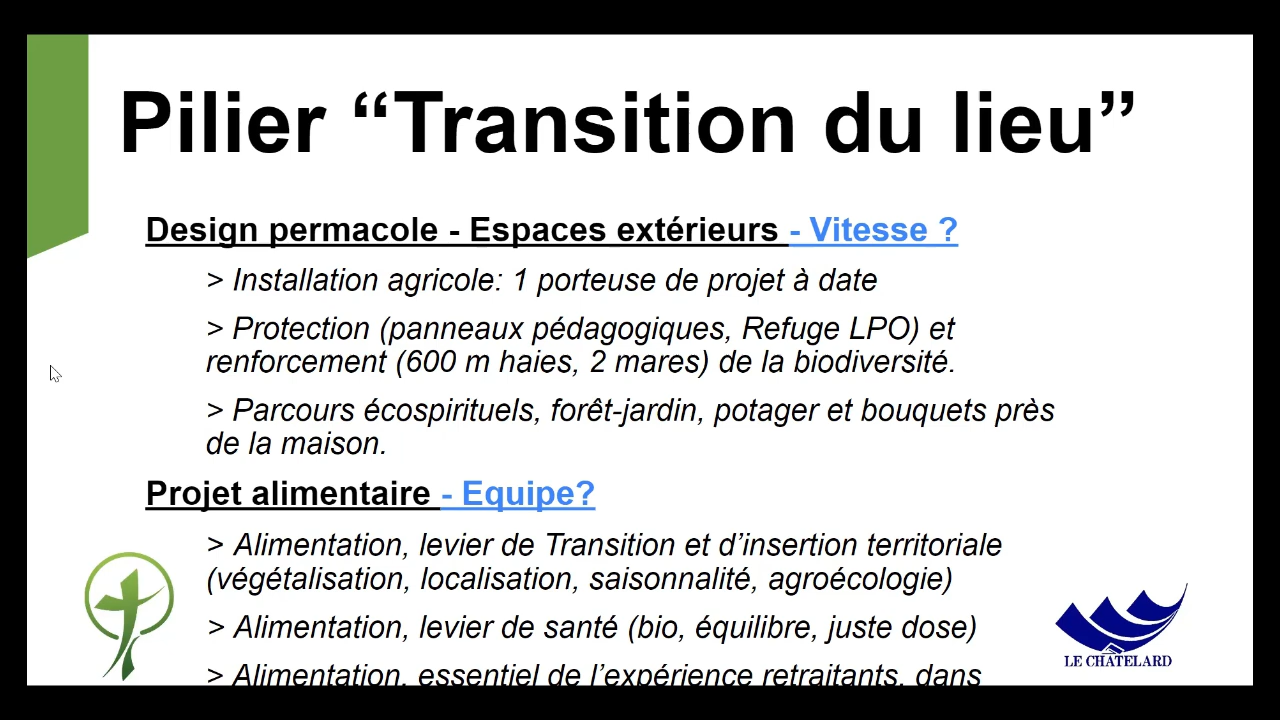 Pilier “Transition du lieu”
Design permacole - Espaces extérieurs - Vitesse ?
> Installation agricole: 1 porteuse de projet à date
> Protection (panneaux pédagogiques, Refuge LPO) et
renforcement (600 m haies, 2 mares) de la biodiversité.
> Parcours écospirituels, forêt-jardin, potager et bouquets près
de la maison.
Projet alimentaire - Equipe?
> Alimentation, levier de Transition et d’insertion territoriale
(végétalisation, localisation, saisonnalité, agroécologie)
> Alimentation, levier de santé (bio, équilibre, juste dose)
> Alimentation, essentiel de l’expérience retraitants, dans
LE CHATELARD